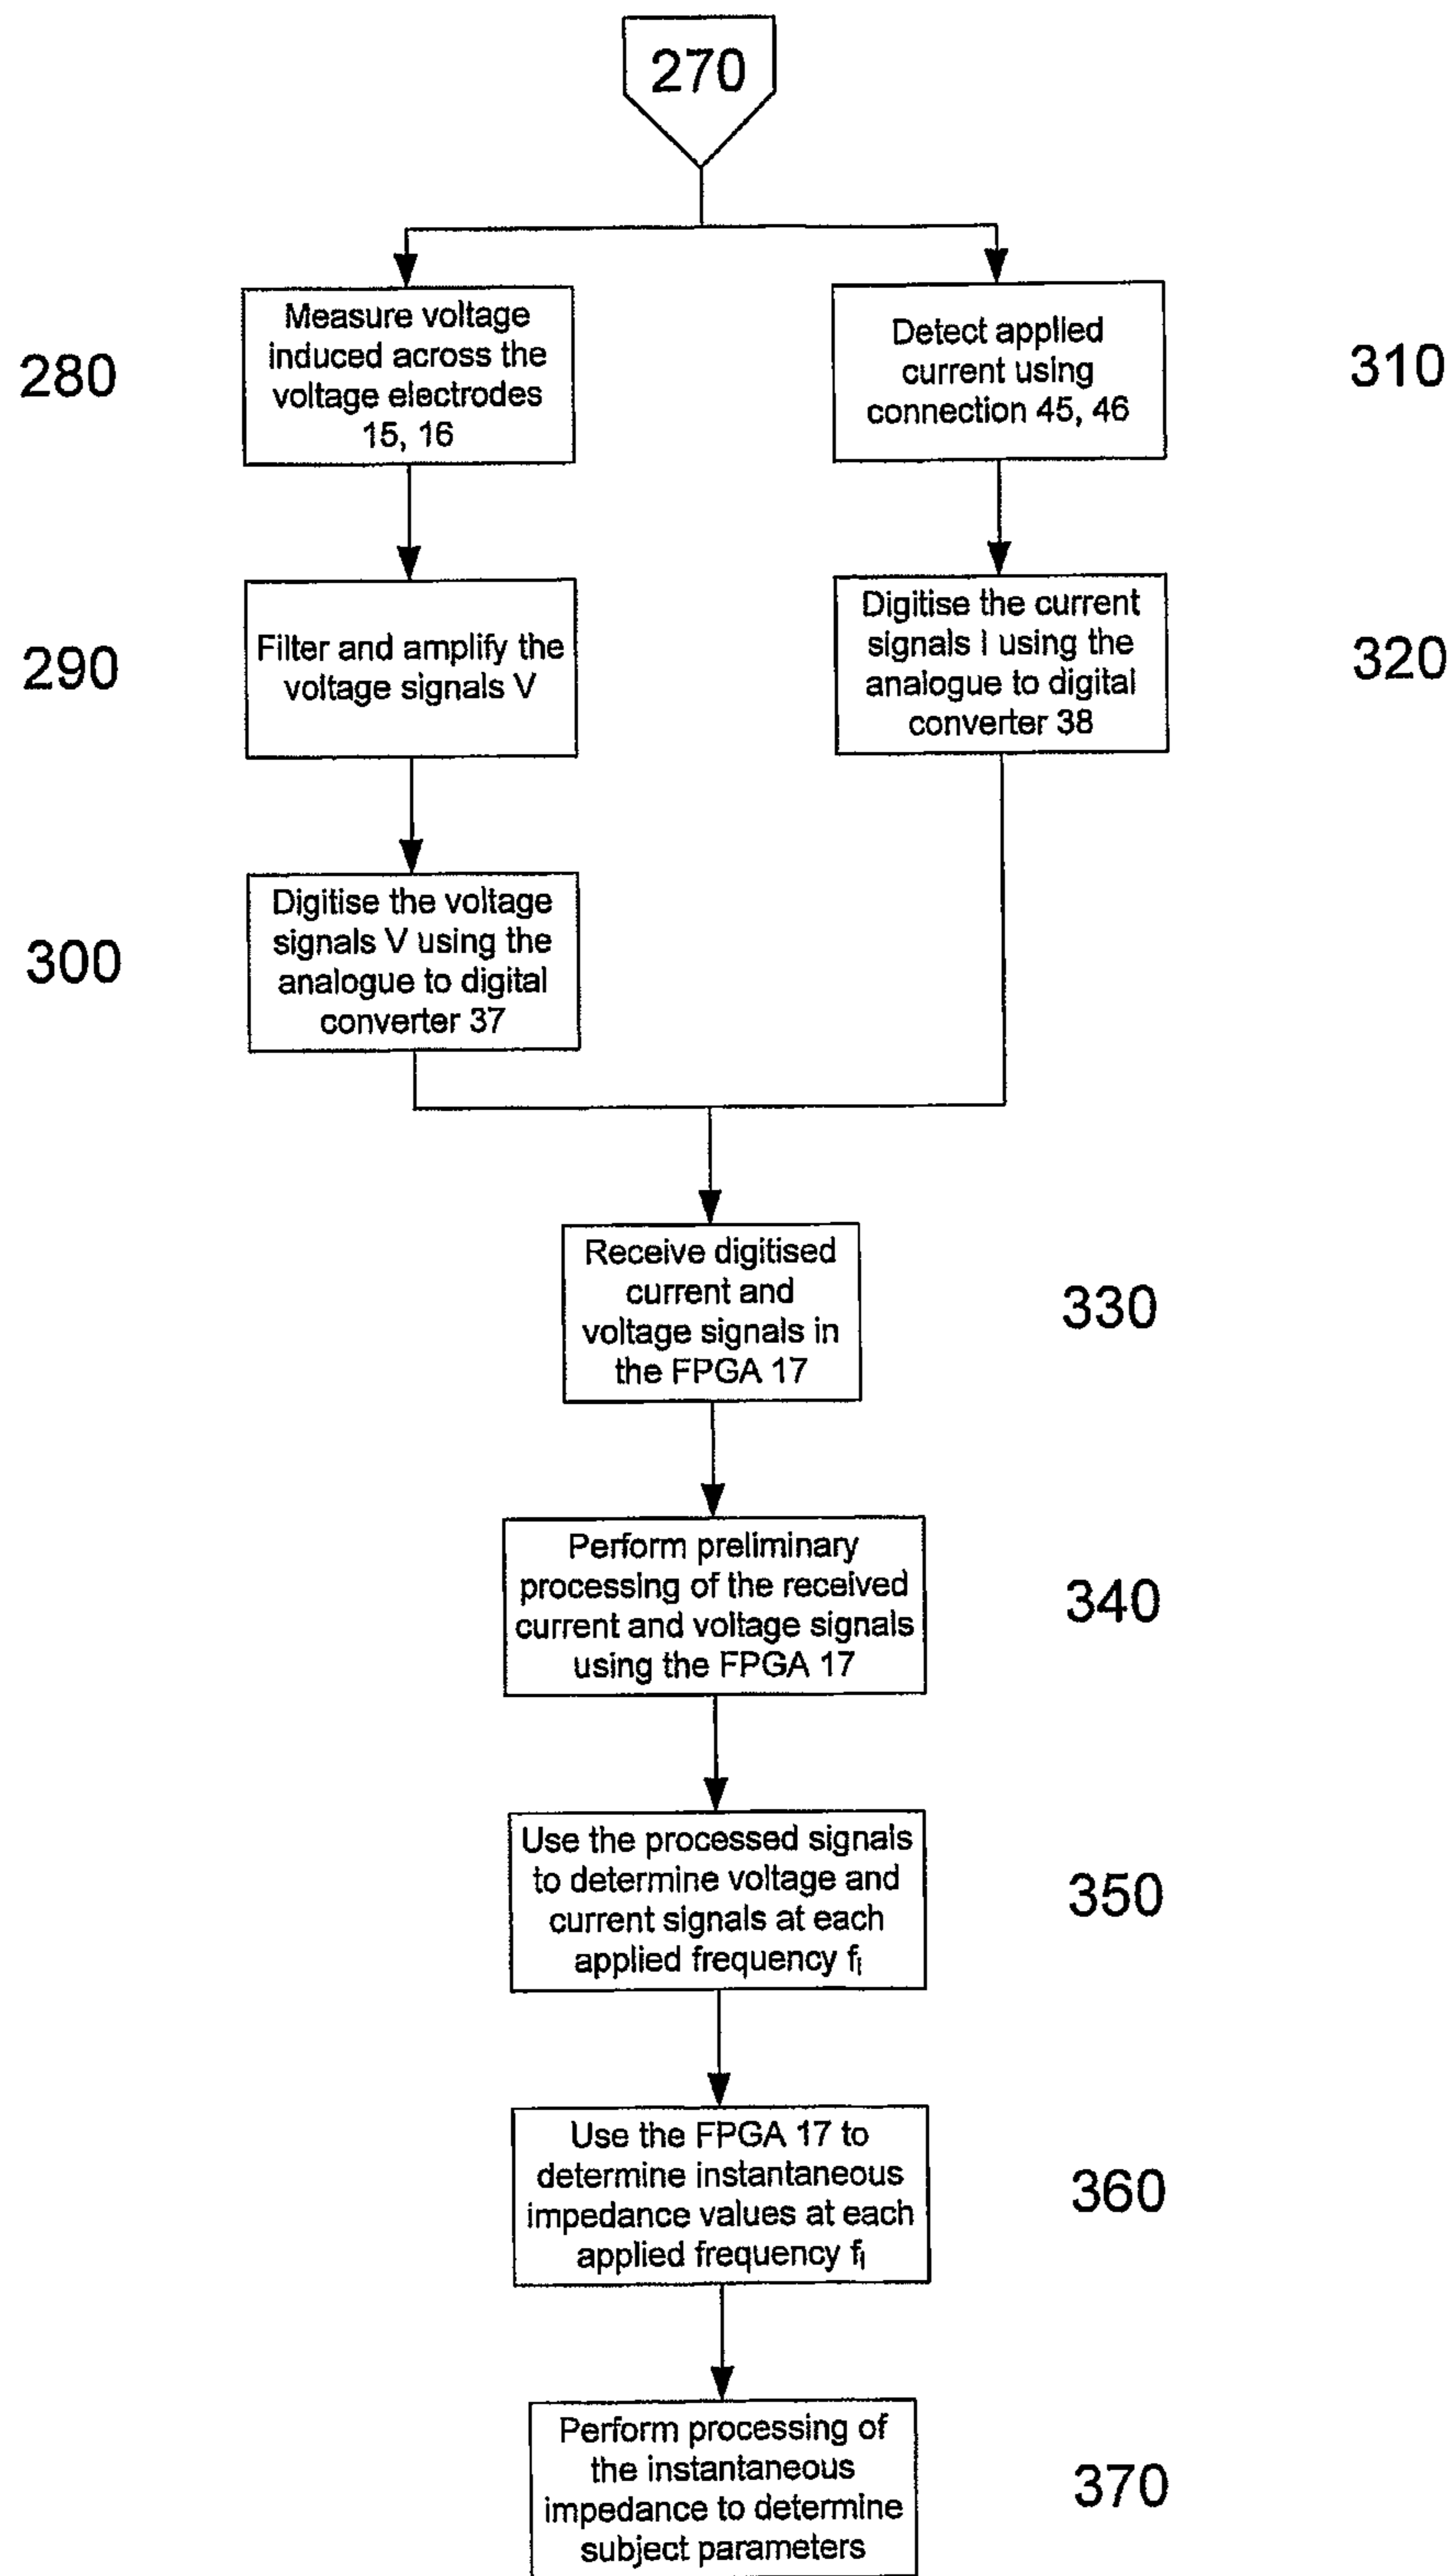 270
280
Measure voltage
induced across the
voltage electrodes
15, 16
Detect applied
current using
connection 45, 46
310
290
Filter and amplify the
voltage signals V
Digitise the current
signals I using the
analogue to digital
converter 38
320
300
Digitise the voltage
signals V using the
analogue to digital
converter 37
Receive digitised
current and
voltage signals in
the FPGA 17
330
Perform preliminary
processing of the received
current and voltage signals
using the FPGA 17
340
Use the processed signals
to determine voltage and
current signals at each
applied frequency fi
350
Use the FPGA 17 to
determine instantaneous
impedance values at each
applied frequency fi
360
Perform processing of
the instantaneous
impedance to determine
subject parameters
370